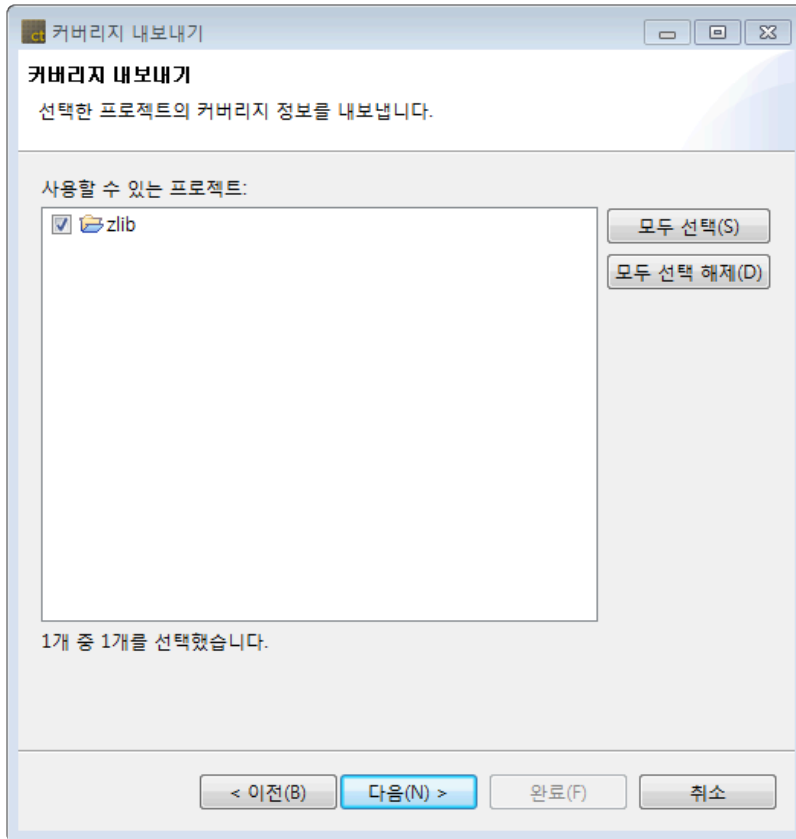 ct 커버리지 내보내기
커버리지 내보내기
선택한 프로젝트의 커버리지 정보를 내보냅니다.
사용할 수 있는 프로젝트:
zlib
모두 선택(S)
모두 선택 해제(D)
1개 중 1개를 선택했습니다.
< 이전(B) 다음(N) > 완료(F) 취소